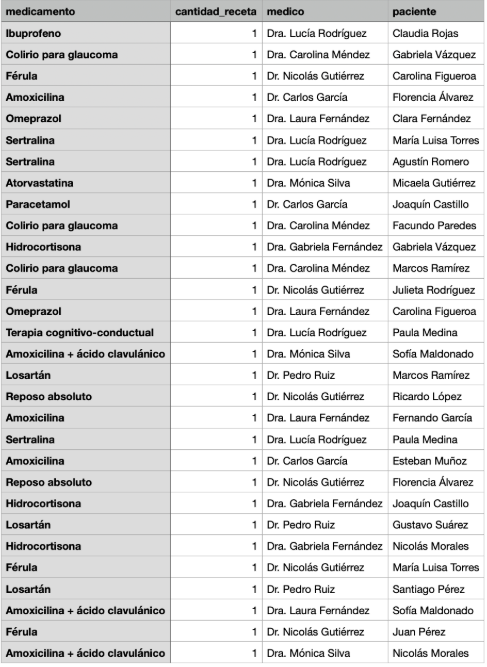 medicamento cantidad_receta medico paciente
Ibuprofeno 1 Dra. Lucía Rodríguez Claudia Rojas
Colirio para glaucoma 1 Dra. Carolina Méndez Gabriela Vázquez
Férula 1 Dr. Nicolás Gutiérrez Carolina Figueroa
Amoxicilina 1 Dr. Carlos García Florencia Álvarez
Omeprazol 1 Dra. Laura Fernández Clara Fernández
Sertralina 1 Dra. Lucía Rodríguez María Luisa Torres
Sertralina 1 Dra. Lucía Rodríguez Agustín Romero
Atorvastatina 1 Dra. Mónica Silva Micaela Gutiérrez
Paracetamol 1 Dr. Carlos García Joaquín Castillo
Colirio para glaucoma 1 Dra. Carolina Méndez Facundo Paredes
Hidrocortisona 1 Dra. Gabriela Fernández Gabriela Vázquez
Colirio para glaucoma 1 Dra. Carolina Méndez Marcos Ramírez
Férula 1 Dr. Nicolás Gutiérrez Julieta Rodríguez
Omeprazol 1 Dra. Laura Fernández Carolina Figueroa
Terapia cognitivo-conductual 1 Dra. Lucía Rodríguez Paula Medina
Amoxicilina + ácido clavulánico 1 Dra. Mónica Silva Sofía Maldonado
Losartán 1 Dr. Pedro Ruiz Marcos Ramírez
Reposo absoluto 1 Dr. Nicolás Gutiérrez Ricardo López
Amoxicilina 1 Dra. Laura Fernández Fernando García
Sertralina 1 Dra. Lucía Rodríguez Paula Medina
Amoxicilina 1 Dr. Carlos García Esteban Muñoz
Reposo absoluto 1 Dr. Nicolás Gutiérrez Florencia Álvarez
Hidrocortisona 1 Dra. Gabriela Fernández Joaquín Castillo
Losartán 1 Dr. Pedro Ruiz Gustavo Suárez
Hidrocortisona 1 Dra. Gabriela Fernández Nicolás Morales
Férula 1 Dr. Nicolás Gutiérrez María Luisa Torres
Losartán 1 Dr. Pedro Ruiz Santiago Pérez
Amoxicilina + ácido clavulánico 1 Dra. Laura Fernández Sofía Maldonado
Férula 1 Dr. Nicolás Gutiérrez Juan Pérez
Amoxicilina + ácido clavulánico 1 Dra. Mónica Silva Nicolás Morales